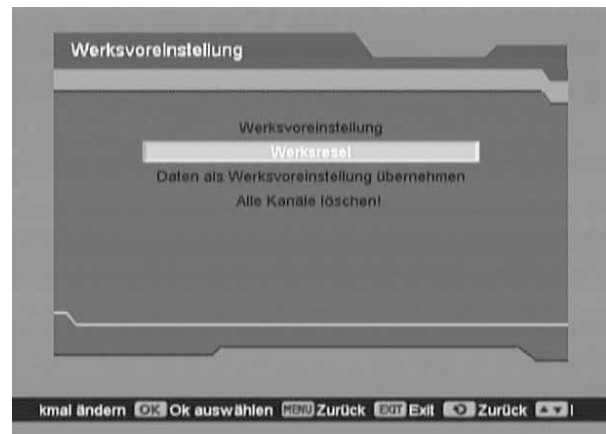 Werksvoreinstellung
Werksvoreinstellung
Werksreset
Daten als Werksvoreinstellung übernehmen
Alle Kanäle löschen!
kmal ändern OK Ok auswählen MENU Zurück EXIT Exit Zurück